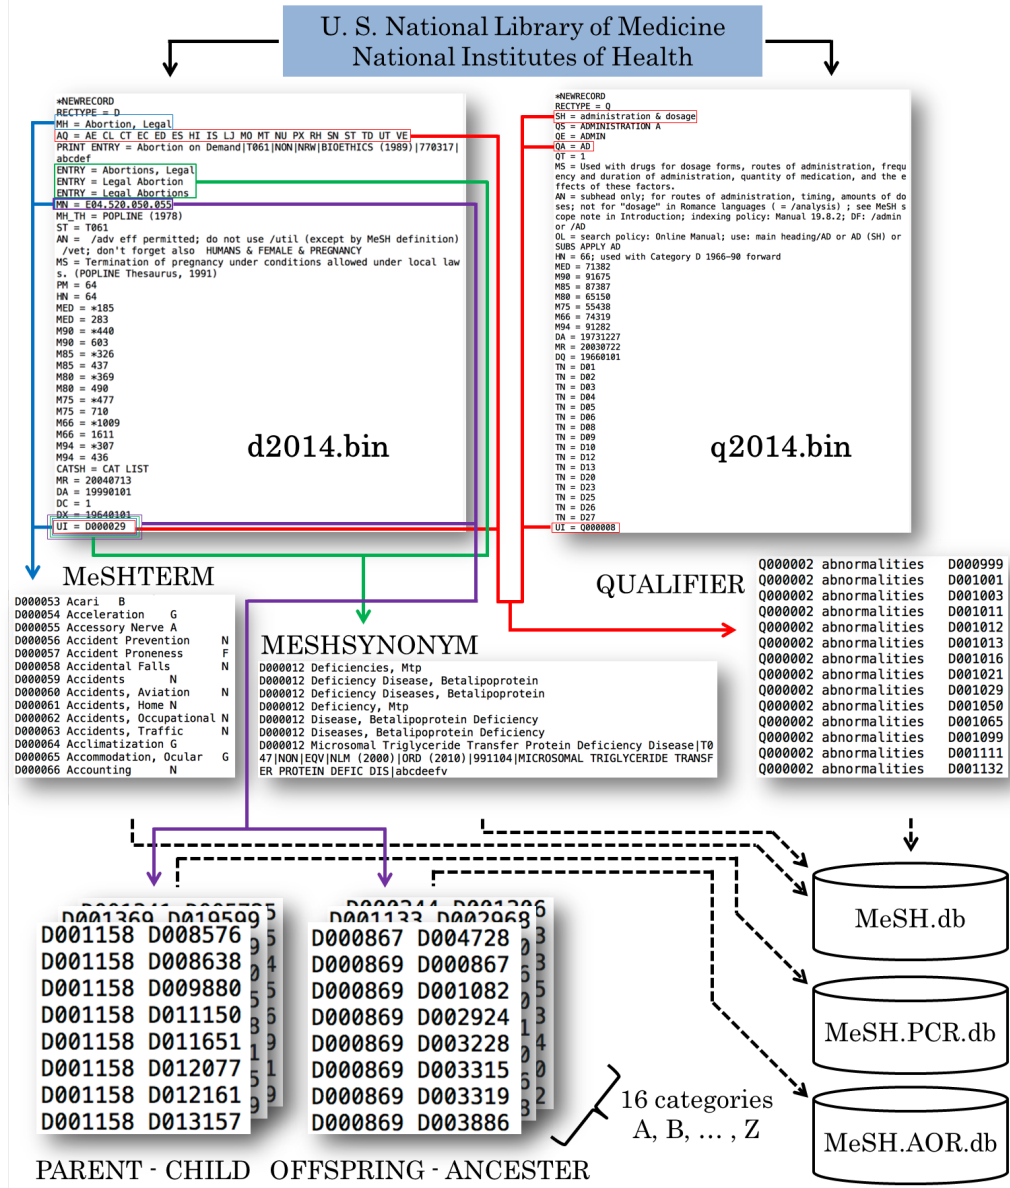 U. S. National Library of Medicine
National Institutes of Health
*NEWRECORD
RECTYPE = D
MH = Abortion, Legal
AQ = AE CL CT EC ED ES HI IS LJ MO MT NU PX RH SN ST TD UT VE
PRINT ENTRY = Abortion on Demand|T061|NON|NRW|BIOETHICS (1989)|770317|
abcdef
ENTRY = Abortions, Legal
ENTRY = Legal Abortion
ENTRY = Legal Abortions
MN = E04.520.050.055
MH_TH = POPLINE (1978)
ST = T061
AN =  /adv eff permitted; do not use /util (except by MeSH definition)
/vet; don't forget also  HUMANS & FEMALE & PREGNANCY
MS = Termination of pregnancy under conditions allowed under local law
s. (POPLINE Thesaurus, 1991)
PM = 64
HN = 64
MED = *185
MED = 283
M90 = *440
M90 = 603
M85 = *326
M85 = 437
M80 = *369
M80 = 490
M75 = *477
M75 = 710
M66 = *1009
M66 = 1611
M94 = *307
M94 = 436
CATSH = CAT LIST
MR = 20040713
DA = 19990101
DC = 1
DX = 19640101
UI = D000029
d2014.bin
*NEWRECORD
RECTYPE = Q
SH = administration & dosage
QS = ADMINISTRATION A
QE = ADMIN
QA = AD
QT = 1
MS = Used with drugs for dosage forms, routes of administration, frequ
ency and duration of administration, quantity of medication, and the e
ffects of these factors.
AN = subhead only; for routes of administration, timing, amounts of do
ses; not for "dosage" in Romance languages ( = /analysis) ; see MeSH s
cope note in Introduction; indexing policy: Manual 19.8.2; DF: /admin
or /AD
OL = search policy: Online Manual; use: main heading/AD or AD (SH) or
SUBS APPLY AD
HN = 66; used with Category D 1966-90 forward
MED = 71382
M90 = 91675
M85 = 87387
M80 = 65150
M75 = 55438
M66 = 74319
M94 = 91282
DA = 19731227
MR = 20030722
DQ = 19660101
TN = D01
TN = D02
TN = D03
TN = D04
TN = D05
TN = D06
TN = D08
TN = D09
TN = D10
TN = D12
TN = D13
TN = D20
TN = D23
TN = D25
TN = D26
TN = D27
UI = Q000008
q2014.bin
MeSHTERM
D000053 Acari B
D000054 Acceleration G
D000055 Accessory Nerve A
D000056 Accident Prevention N
D000057 Accident Proneness F
D000058 Accidental Falls N
D000059 Accidents N
D000060 Accidents, Aviation N
D000061 Accidents, Home N
D000062 Accidents, Occupational N
D000063 Accidents, Traffic N
D000064 Acclimatization G
D000065 Accommodation, Ocular G
D000066 Accounting N
MESHSYNONYM
D000012 Deficiencies, Mtp
D000012 Deficiency Disease, Betalipoprotein
D000012 Deficiency Diseases, Betalipoprotein
D000012 Deficiency, Mtp
D000012 Disease, Betalipoprotein Deficiency
D000012 Diseases, Betalipoprotein Deficiency
D000012 Microsomal Triglyceride Transfer Protein Deficiency Disease|T0
47|NON|EQV|NLM (2000)|ORD (2010)|991104|MICROSOMAL TRIGLYCERIDE TRANSF
ER PROTEIN DEFIC DIS|abcdeefv
QUALIFIER
Q000002 abnormalities D000999
Q000002 abnormalities D001001
Q000002 abnormalities D001003
Q000002 abnormalities D001011
Q000002 abnormalities D001012
Q000002 abnormalities D001013
Q000002 abnormalities D001016
Q000002 abnormalities D001021
Q000002 abnormalities D001029
Q000002 abnormalities D001050
Q000002 abnormalities D001065
Q000002 abnormalities D001099
Q000002 abnormalities D001111
Q000002 abnormalities D001132
D001369 D019599
D001158 D008576
D001158 D008638
D001158 D009880
D001158 D011150
D001158 D011651
D001158 D012077
D001158 D012161
D001158 D013157
PARENT - CHILD
D001133 D002968
D000867 D004728
D000869 D000867
D000869 D001082
D000869 D002924
D000869 D003228
D000869 D003315
D000869 D003319
D000869 D003886
OFFSPRING - ANCESTER
16 categories
A, B, ... , Z
MeSH.db
MeSH.PCR.db
MeSH.AOR.db